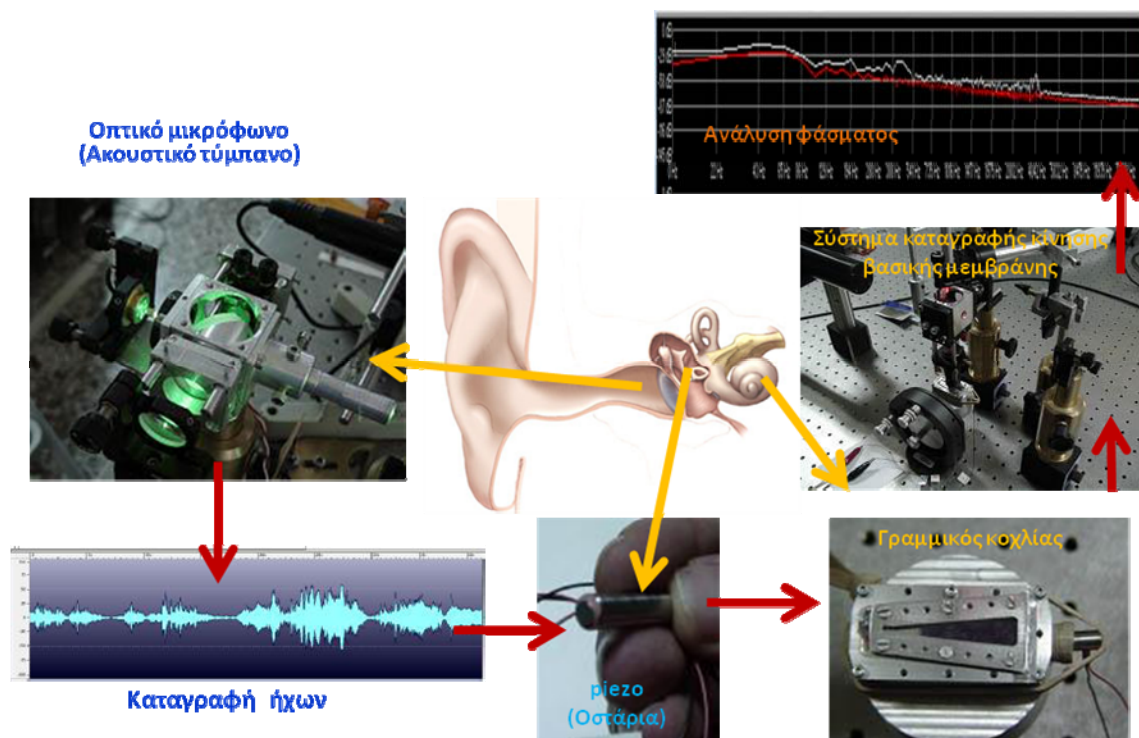 Οπτικό μικρόφωνο
(Ακουστικό τύμπανο)
Ανάλυση φάσματος
Σύστημα καταγραφής κίνησης
βασικής μεμβράνης
Γραμμικός κοχλίας
Καταγραφή ήχων
piezo
(Οστάρια)